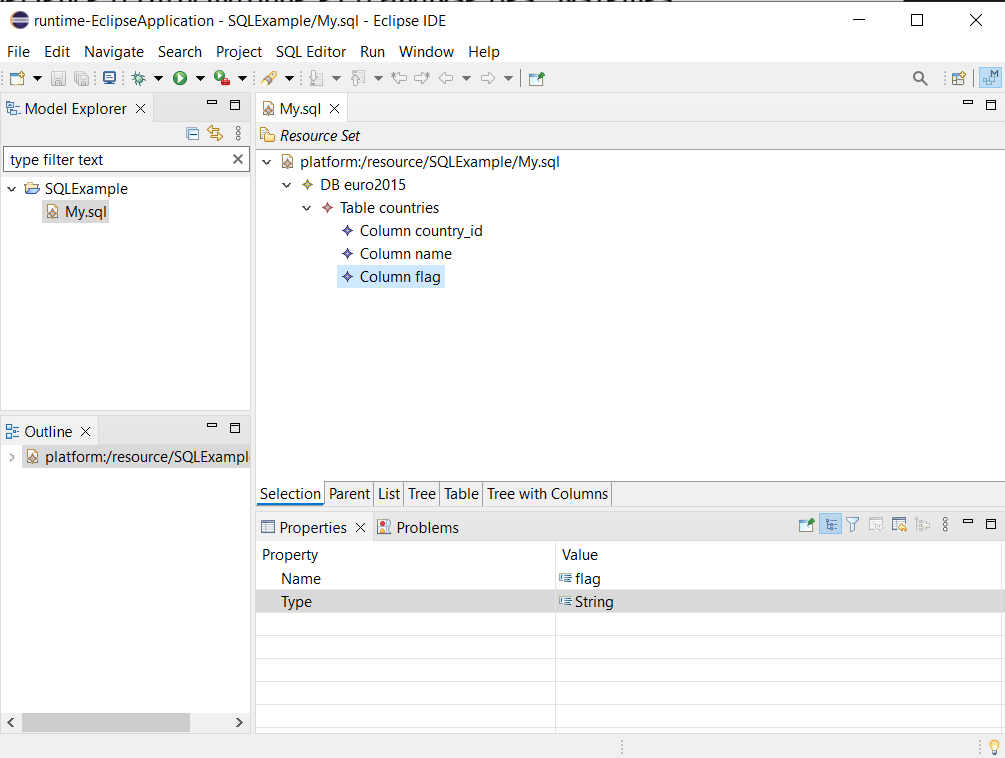 runtime-EclipseApplication - SQLExample/My.sql - Eclipse IDE
File Edit Navigate Search Project SQL Editor Run Window Help
Model Explorer
type filter text
SQLExample
My.sql
Outline
platform:/resource/SQLExampl
My.sql
Resource Set
platform:/resource/SQLExample/My.sql
DB euro2015
Table countries
Column country_id
Column name
Column flag
Selection Parent List Tree Table Tree with Columns
Properties Problems
Property Value
Name flag
Type String